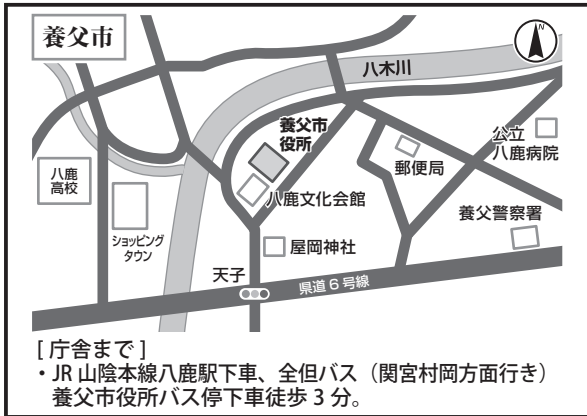 養父市
N
八木川
養父市
役所
公立
八鹿病院
郵便局
八鹿
高校
八鹿文化会館
養父警察署
ショッピング
タウン
屋岡神社
天子
県道6号線
[庁舎まで]
・JR山陰本線八鹿駅下車、全但バス（関宮村岡方面行き）
養父市役所バス停下車徒歩3分。